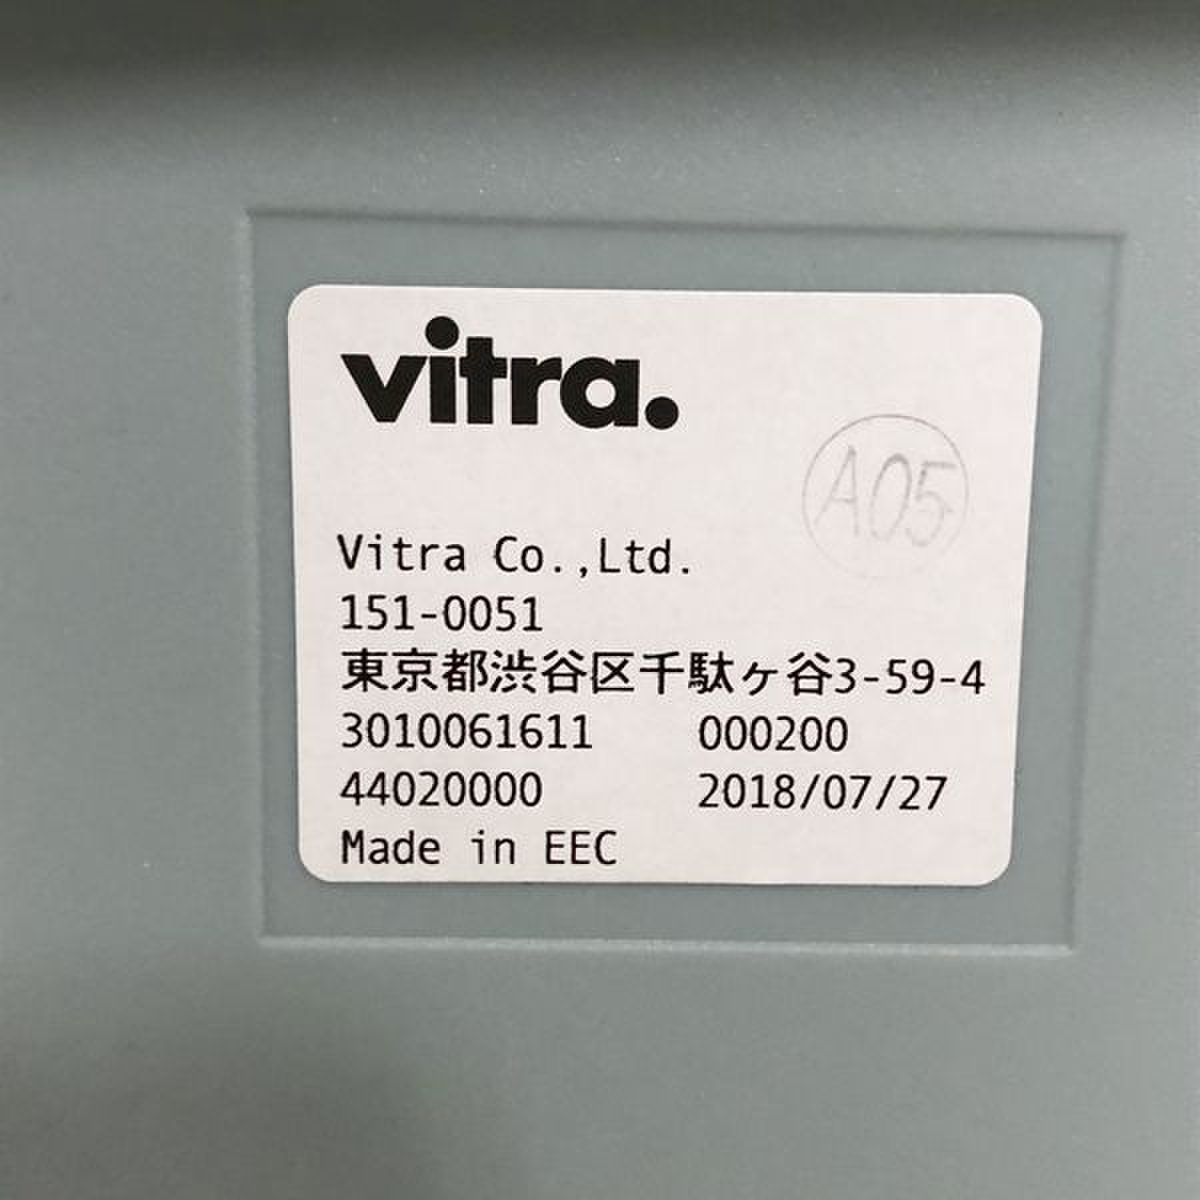 vitra.
A05
Vitra Co.,Ltd.
151-0051
東京都渋谷区千駄ヶ谷3-59-4
3010061611 000200
44020000 2018/07/27
Made in EEC